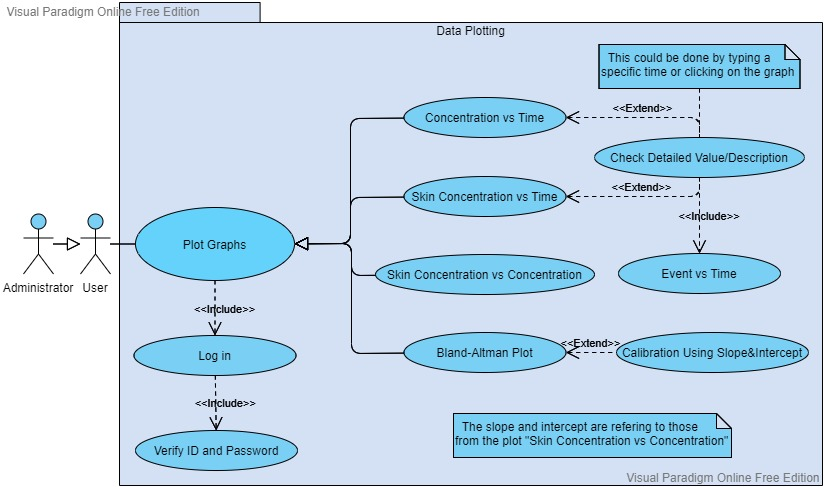 Visual Paradigm Online Free Edition
Data Plotting
This could be done by typing a
specific time or clicking on the graph
<<Extend>>
Concentration vs Time
Check Detailed Value/Description
<<Extend>>
Skin Concentration vs Time
<<Include>>
Plot Graphs
Skin Concentration vs Concentration
Event vs Time
Administrator
User
<<Include>>
<<Extend>>
Log in
Bland-Altman Plot
Calibration Using Slope&Intercept
<<Include>>
The slope and intercept are refering to those
from the plot "Skin Concentration vs Concentration"
Verify ID and Password
Visual Paradigm Online Free Edition